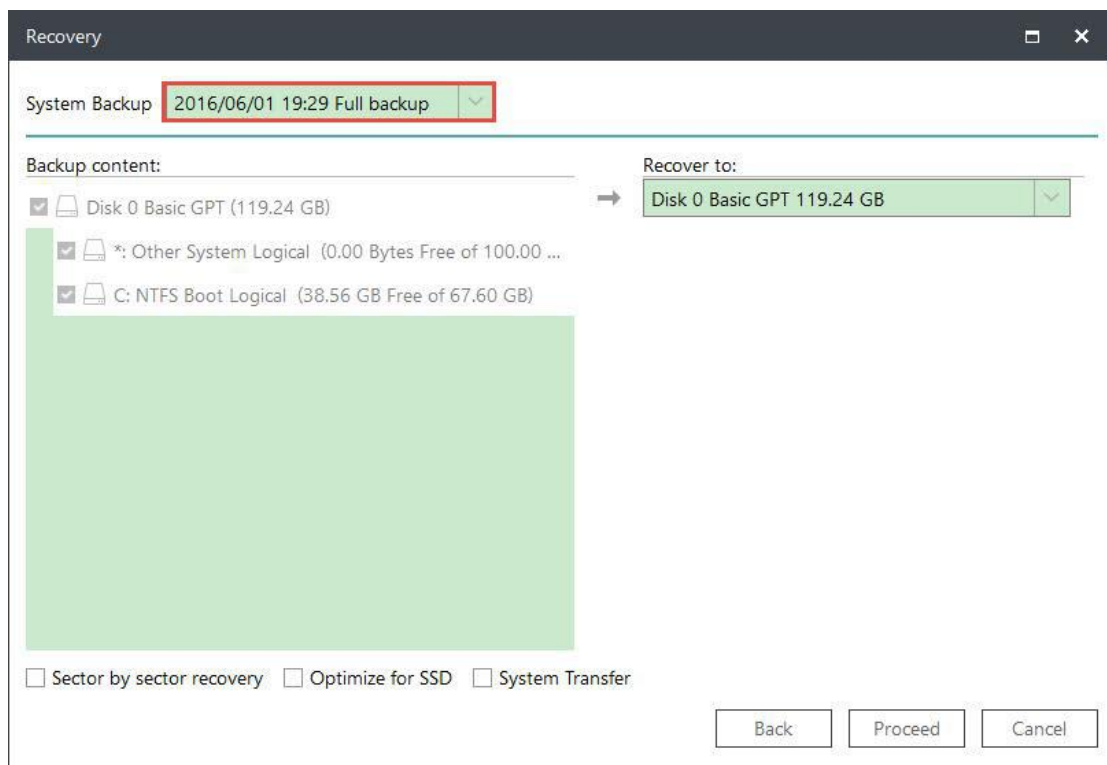 Recovery
System Backup 2016/06/01 19:29 Full backup
Backup content:
Recover to:
Disk 0 Basic GPT (119.24 GB)
Disk 0 Basic GPT 119.24 GB
*: Other System Logical (0.00 Bytes Free of 100.00 ...
C: NTFS Boot Logical (38.56 GB Free of 67.60 GB)
Sector by sector recovery Optimize for SSD System Transfer
Back Proceed Cancel